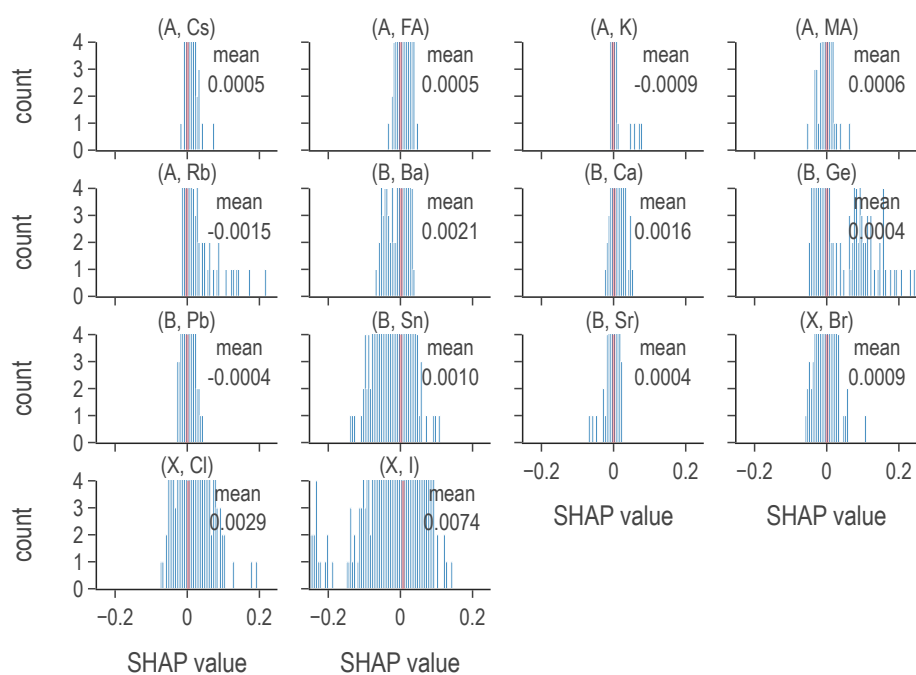 (A, Cs) (A, FA) (A, K) (A, MA)
4 mean mean mean mean
3 0.0005 0.0005 -0.0009 0.0006
2
1
0
count
−0.2 0 0.2
(A, Rb) (B, Ba) (B, Ca) (B, Ge)
4 mean mean mean mean
3 -0.0015 0.0021 0.0016 0.0004
2
1
0
count
(B, Pb) (B, Sn) (B, Sr) (X, Br)
4 mean mean mean mean
3 -0.0004 0.0010 0.0004 0.0009
2
1
0
count
−0.2 0 0.2 −0.2 0 0.2
SHAP value SHAP value
(X, Cl) (X, I)
4 mean mean
3 0.0029 0.0074
2
1
0
count
−0.2 0 0.2 −0.2 0 0.2
SHAP value SHAP value